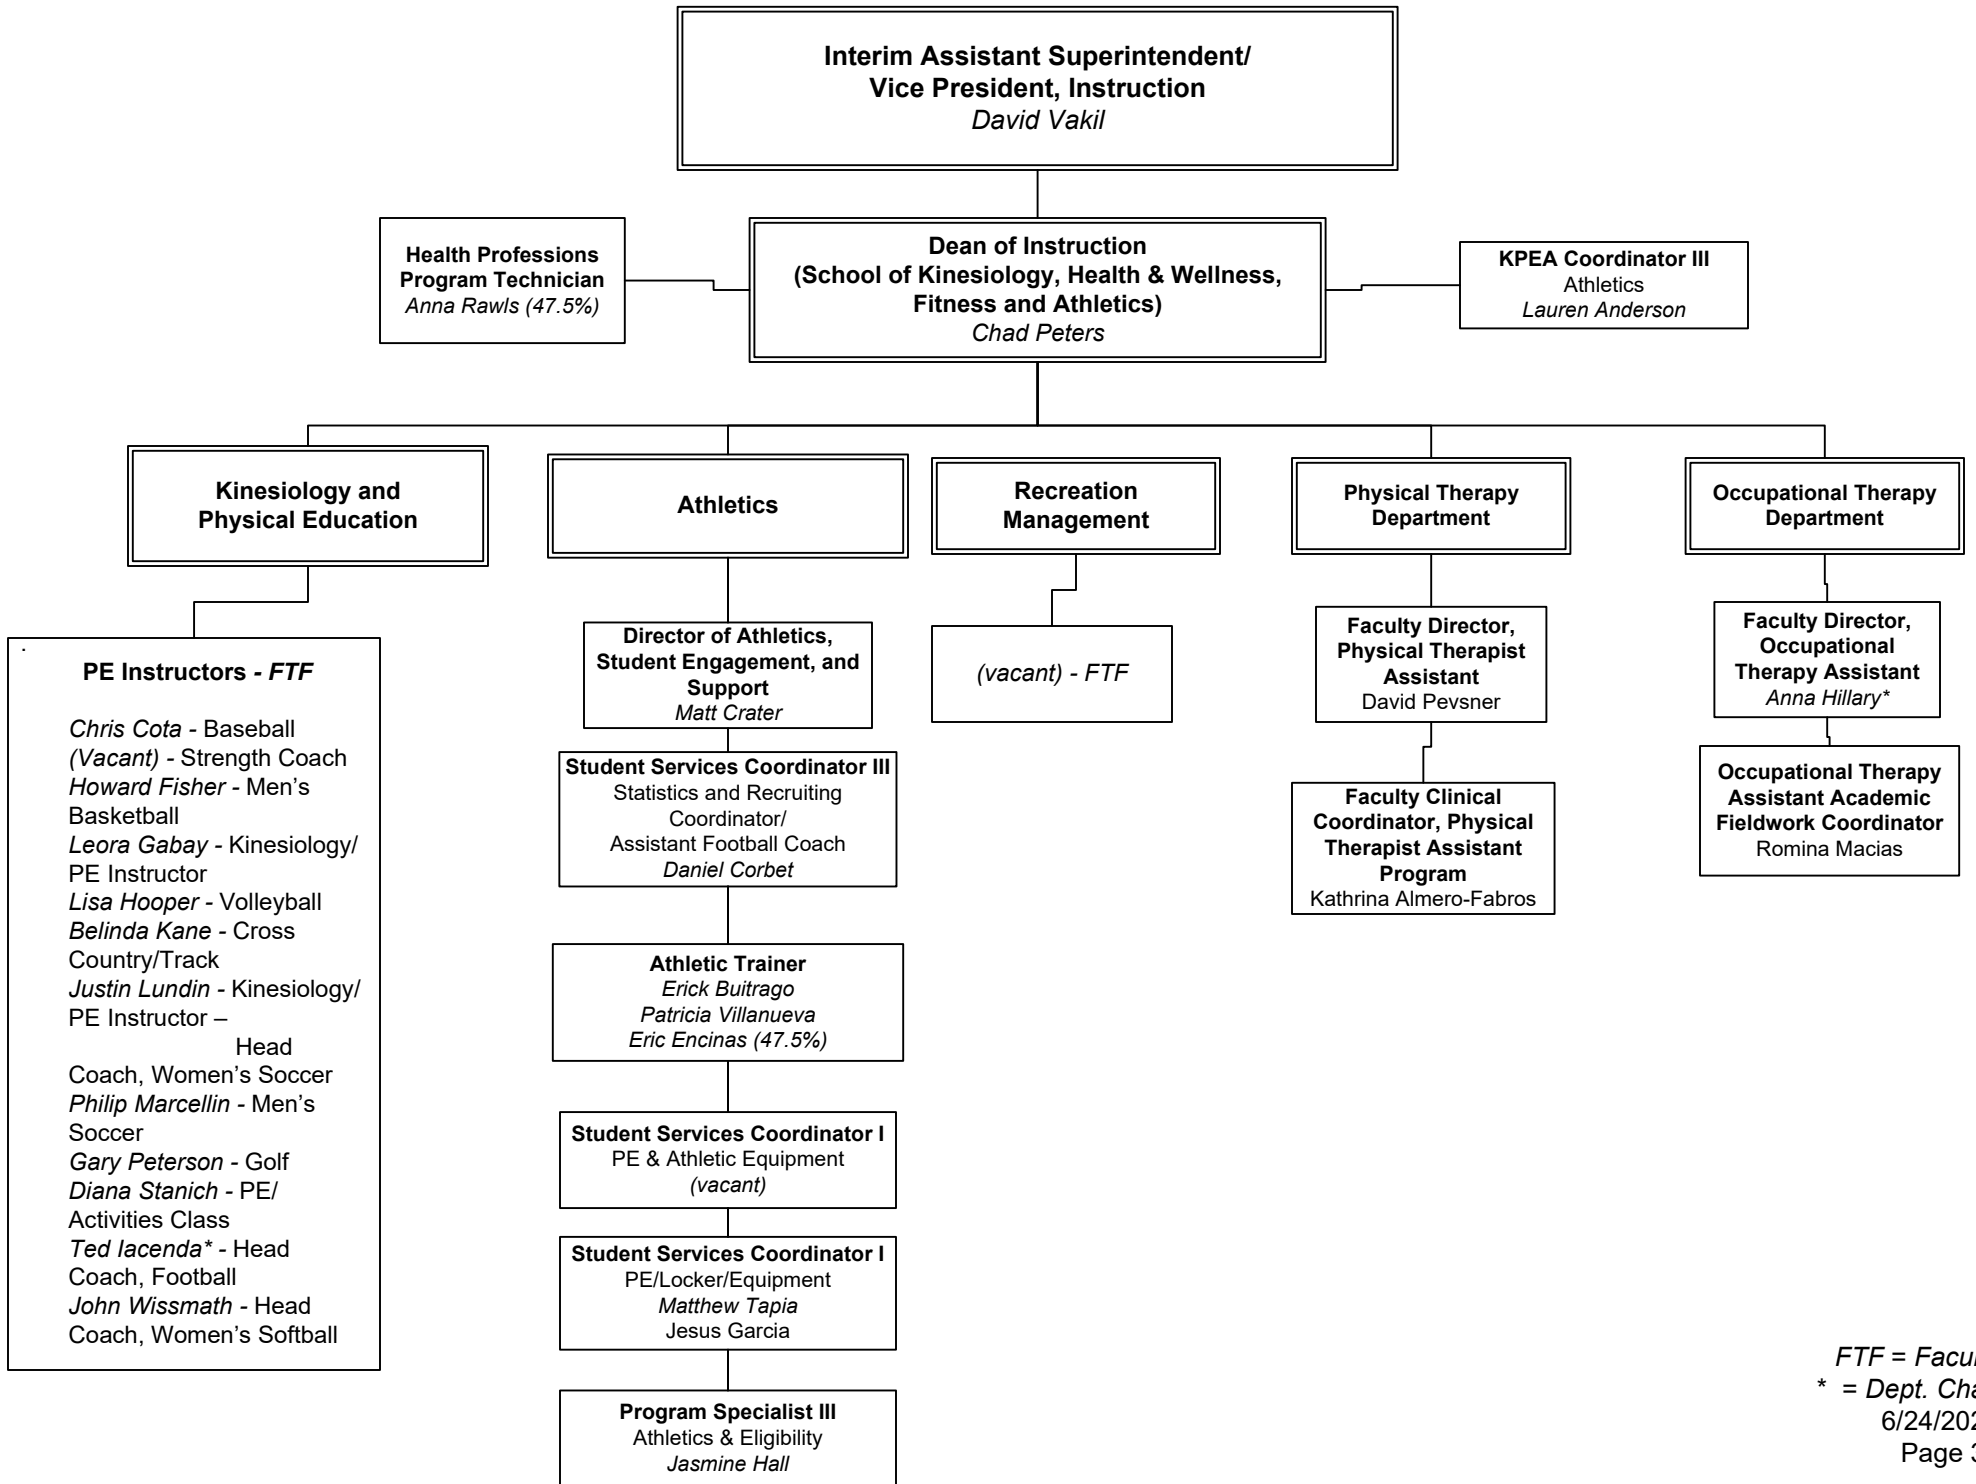 Interim Assistant Superintendent/
Vice President, Instruction
David Vakil
Health Professions
Program Technician
Anna Rawls (47.5%)
Dean of Instruction
(School of Kinesiology, Health & Wellness,
Fitness and Athletics)
Chad Peters
KPEA Coordinator III
Athletics
Lauren Anderson
Kinesiology and
Physical Education
Athletics
Recreation
Management
Physical Therapy
Department
Occupational Therapy
Department
.
PE Instructors - FTF
Chris Cota - Baseball
(Vacant) - Strength Coach
Howard Fisher - Men’s
Basketball
Leora Gabay - Kinesiology/
PE Instructor
Lisa Hooper - Volleyball
Belinda Kane - Cross
Country/Track
Justin Lundin - Kinesiology/
PE Instructor –
Head
Coach, Women’s Soccer
Philip Marcellin - Men’s
Soccer
Gary Peterson - Golf
Diana Stanich - PE/
Activities Class
Ted Iacenda* - Head
Coach, Football
John Wissmath - Head
Coach, Women’s Softball
Director of Athletics,
Student Engagement, and
Support
Matt Crater
Student Services Coordinator III
Statistics and Recruiting
Coordinator/
Assistant Football Coach
Daniel Corbet
Athletic Trainer
Erick Buitrago
Patricia Villanueva
Eric Encinas (47.5%)
Student Services Coordinator I
PE & Athletic Equipment
(vacant)
Student Services Coordinator I
PE/Locker/Equipment
Matthew Tapia
Jesus Garcia
Program Specialist III
Athletics & Eligibility
Jasmine Hall
(vacant) - FTF
Faculty Director,
Physical Therapist
Assistant
David Pevsner
Faculty Clinical
Coordinator, Physical
Therapist Assistant
Program
Kathrina Almero-Fabros
Faculty Director,
Occupational
Therapy Assistant
Anna Hillary*
Occupational Therapy
Assistant Academic
Fieldwork Coordinator
Romina Macias
FTF =
* = Dept.
Page